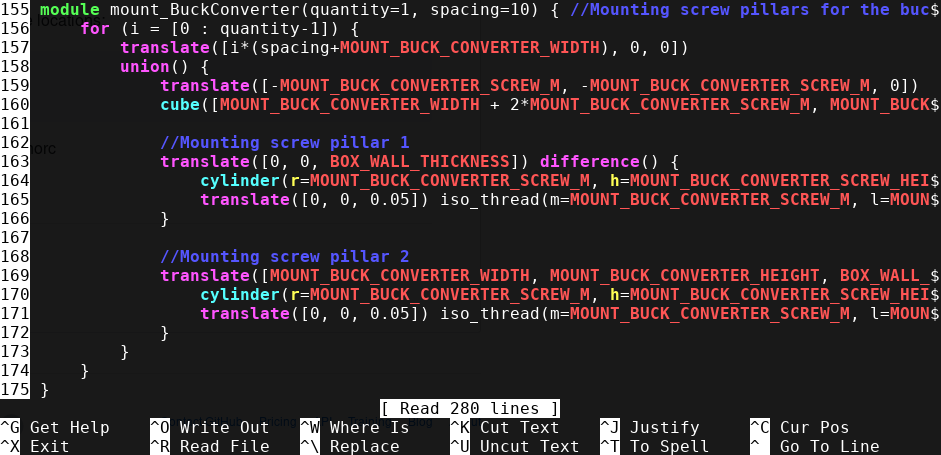 155 module mount_BuckConverter(quantity=1, spacing=10) { //Mounting screw pillars for the buc$
156     for (i = [0 : quantity-1]) {
157         translate([i*(spacing+MOUNT_BUCK_CONVERTER_WIDTH), 0, 0])
158         union() {
159             translate([-MOUNT_BUCK_CONVERTER_SCREW_M, -MOUNT_BUCK_CONVERTER_SCREW_M, 0])
160             cube([MOUNT_BUCK_CONVERTER_WIDTH + 2*MOUNT_BUCK_CONVERTER_SCREW_M, MOUNT_BUCK$
161
162             //Mounting screw pillar 1
163             translate([0, 0, BOX_WALL_THICKNESS]) difference() {
164                 cylinder(r=MOUNT_BUCK_CONVERTER_SCREW_M, h=MOUNT_BUCK_CONVERTER_SCREW_HEI$
165                 translate([0, 0, 0.05]) iso_thread(m=MOUNT_BUCK_CONVERTER_SCREW_M, l=MOUN$
166             }
167
168             //Mounting screw pillar 2
169             translate([MOUNT_BUCK_CONVERTER_WIDTH, MOUNT_BUCK_CONVERTER_HEIGHT, BOX_WALL_$
170                 cylinder(r=MOUNT_BUCK_CONVERTER_SCREW_M, h=MOUNT_BUCK_CONVERTER_SCREW_HEI$
171                 translate([0, 0, 0.05]) iso_thread(m=MOUNT_BUCK_CONVERTER_SCREW_M, l=MOUN$
172             }
173         }
174     }
175 }
[ Read 280 lines ]
^G Get Help    ^O Write Out   ^W Where Is    ^K Cut Text    ^J Justify     ^C Cur Pos
^X Exit        ^R Read File   ^\ Replace     ^U Uncut Text  ^T To Spell    ^_ Go To Line